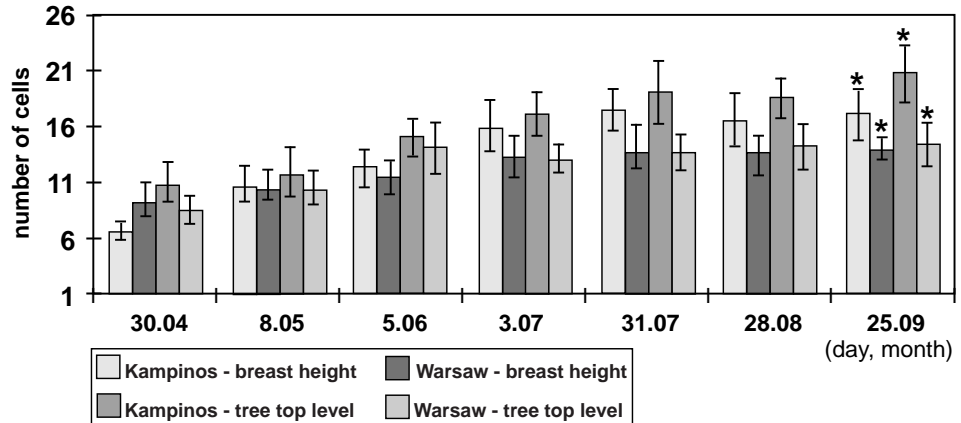 number of cells
26
21
16
11
6
1
* * * *
30.04 8.05 5.06 3.07 31.07 28.08 25.09
(day, month)
Kampinos - breast height Warsaw - breast height
Kampinos - tree top level Warsaw - tree top level